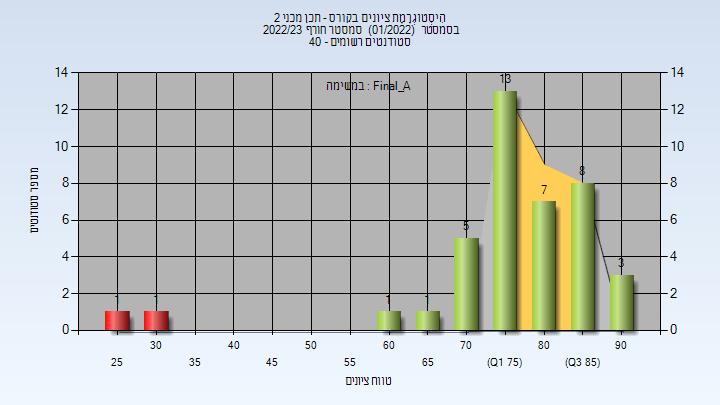 היסטוגרמת ציונים בקורס - תכן מכני 2
בסמסטר (01/2022) סמסטר חורף 2022/23
סטודנטים רשומים - 40
במשימה : Final_A
מספר סטודנטים
14 14
12 12
10 10
8 8
6 6
4 4
2 2
0 0
1 1 1 1 5 13 7 8 3
25 30 35 40 45 50 55 60 65 70 (Q1 75) 80 (Q3 85) 90
טווח ציונים